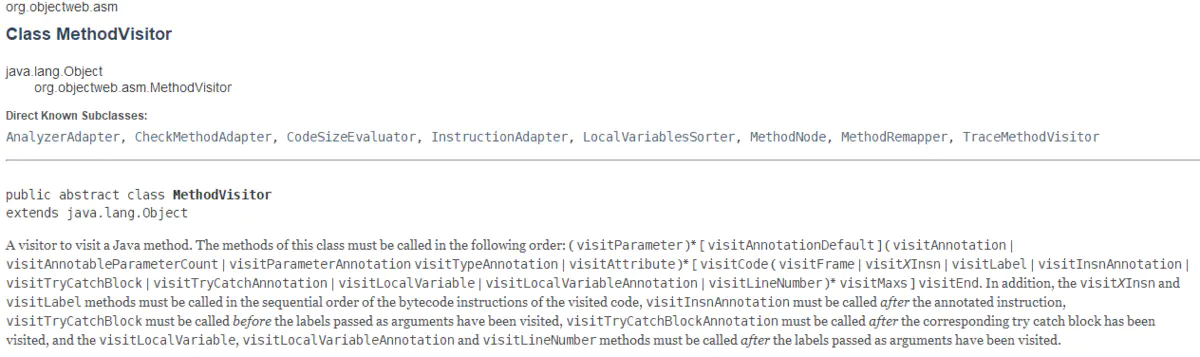 org.objectweb.asm
Class MethodVisitor
java.lang.Object
org.objectweb.asm.MethodVisitor
Direct Known Subclasses:
AnalyzerAdapter, CheckMethodAdapter, CodeSizeEvaluator, InstructionAdapter, LocalVariablesSorter, MethodNode, MethodRemapper, TraceMethodVisitor
public abstract class MethodVisitor
extends java.lang.Object
A visitor to visit a Java method. The methods of this class must be called in the following order: ( visitParameter )* [ visitAnnotationDefault ] ( visitAnnotation |
visitAnnotableParameterCount | visitParameterAnnotation visitTypeAnnotation | visitAttribute )* [ visitCode ( visitFrame | visitXInsn | visitLabel | visitInsnAnnotation |
visitTryCatchBlock | visitTryCatchAnnotation | visitLocalVariable | visitLocalVariableAnnotation | visitLineNumber )* visitMaxs ] visitEnd. In addition, the visitXInsn and
visitLabel methods must be called in the sequential order of the bytecode instructions of the visited code, visitInsnAnnotation must be called after the annotated instruction,
visitTryCatchBlock must be called before the labels passed as arguments have been visited, visitTryCatchBlockAnnotation must be called after the corresponding try catch block has been
visited, and the visitLocalVariable, visitLocalVariableAnnotation and visitLineNumber methods must be called after the labels passed as arguments have been visited.